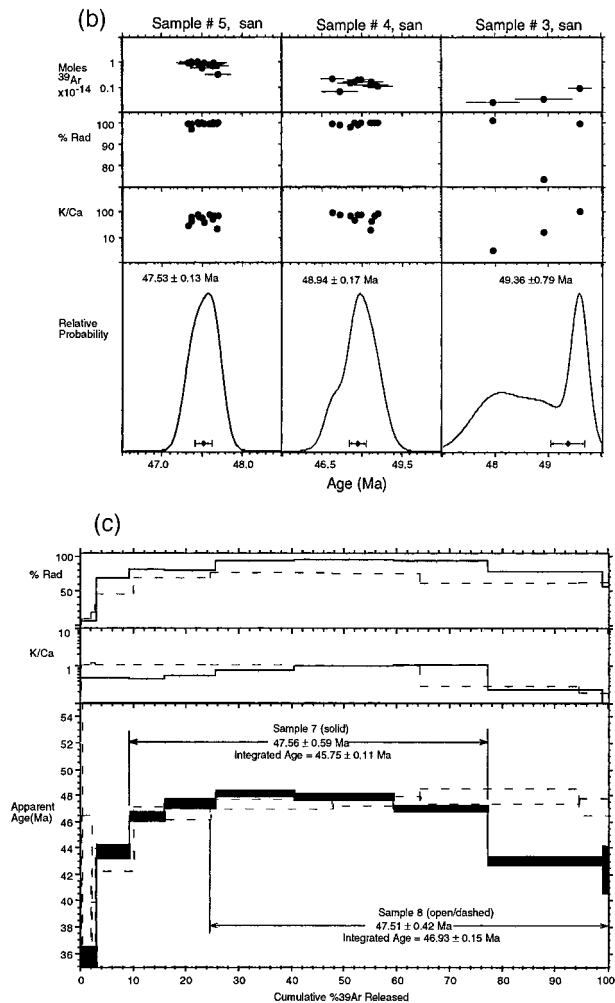 (b)
Sample # 5, san
Sample # 4, san
Sample # 3, san
Moles
39Ar
x10-14
1
0.1
% Rad
100
90
80
K/Ca
100
10
47.53 ± 0.13 Ma
48.94 ± 0.17 Ma
49.36 ±0.79 Ma
Relative
Probability
47.0
48.0
46.5
49.5
48
49
Age (Ma)
(c)
% Rad
100
50
K/Ca
10
1
Apparent
Age(Ma)
54
52
50
48
46
44
42
40
38
36
Sample 7 (solid)
47.56 ± 0.59 Ma
Integrated Age = 45.75 ± 0.11 Ma
Sample 8 (open/dashed)
47.51 ± 0.42 Ma
Integrated Age = 46.93 ± 0.15 Ma
0
10
20
30
40
50
60
70
80
90
100
Cumulative %39Ar Released